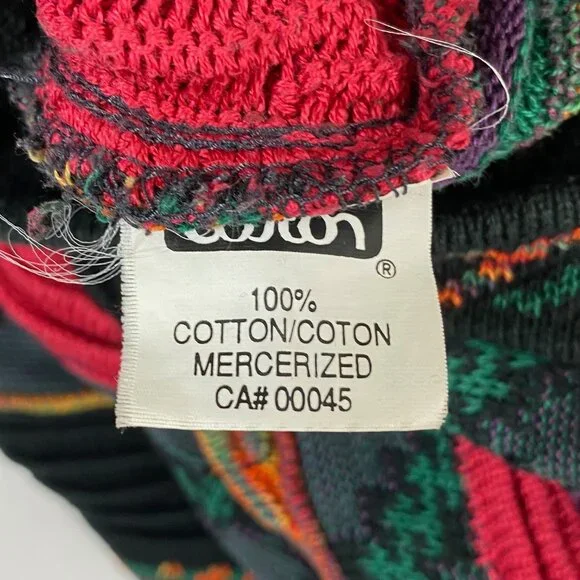 ®
100%
COTTON/COTON
MERCERIZED
CA# 00045